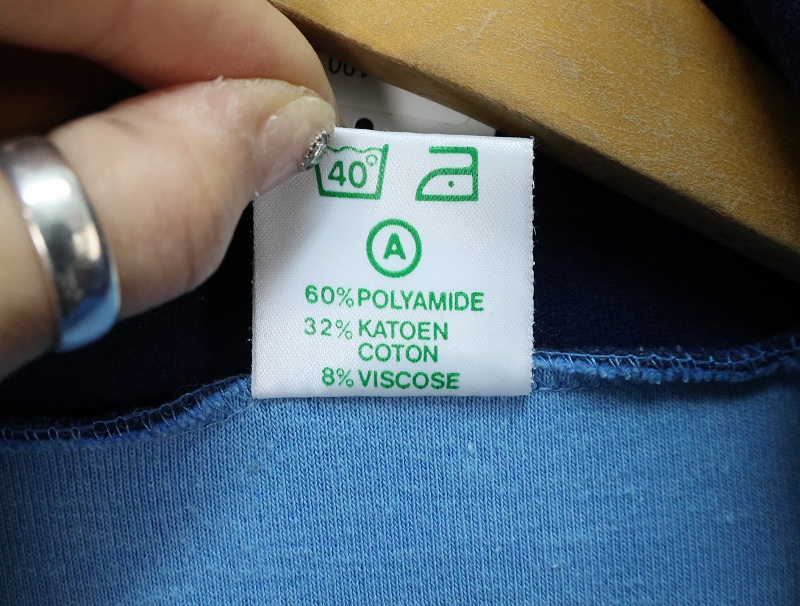 40°
A
60% POLYAMIDE
32% KATOEN
COTON
8% VISCOSE